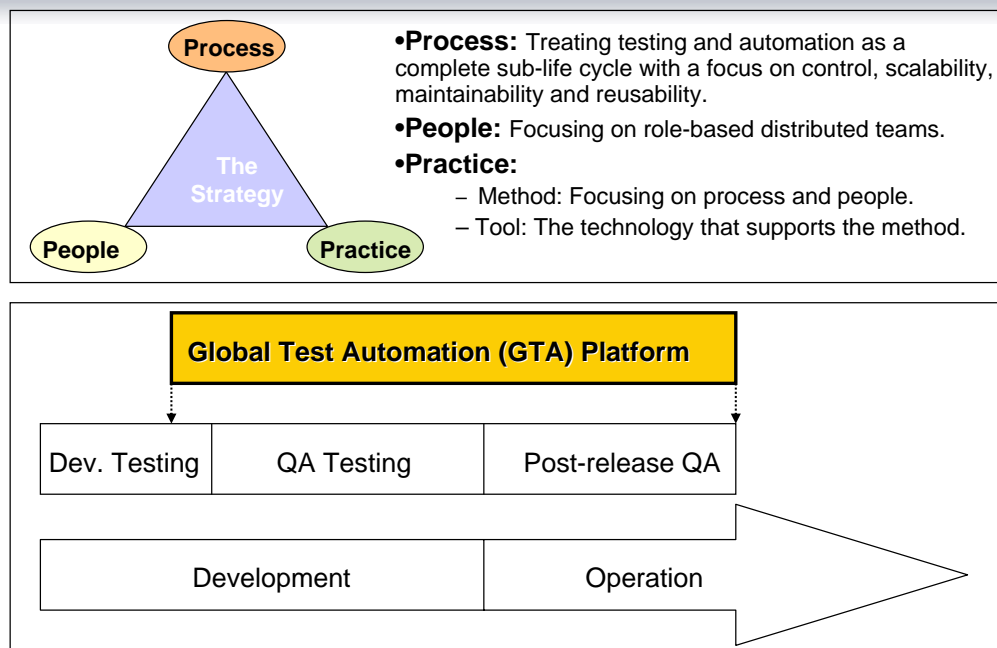 Process
The
Strategy
People
Practice
•Process: Treating testing and automation as a
complete sub-life cycle with a focus on control, scalability,
maintainability and reusability.
•People: Focusing on role-based distributed teams.
•Practice:
– Method: Focusing on process and people.
– Tool: The technology that supports the method.
Global Test Automation (GTA) Platform
Dev. Testing
QA Testing
Post-release QA
Development
Operation